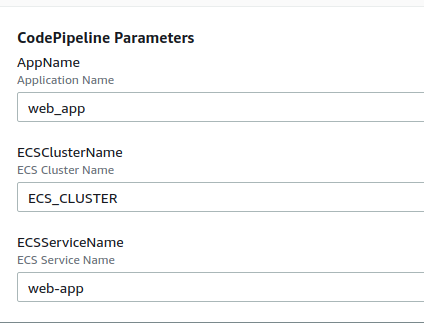 CodePipeline Parameters
AppName
Application Name
web_app
ECSClusterName
ECS Cluster Name
ECS_CLUSTER
ECSServiceName
ECS Service Name
web-app